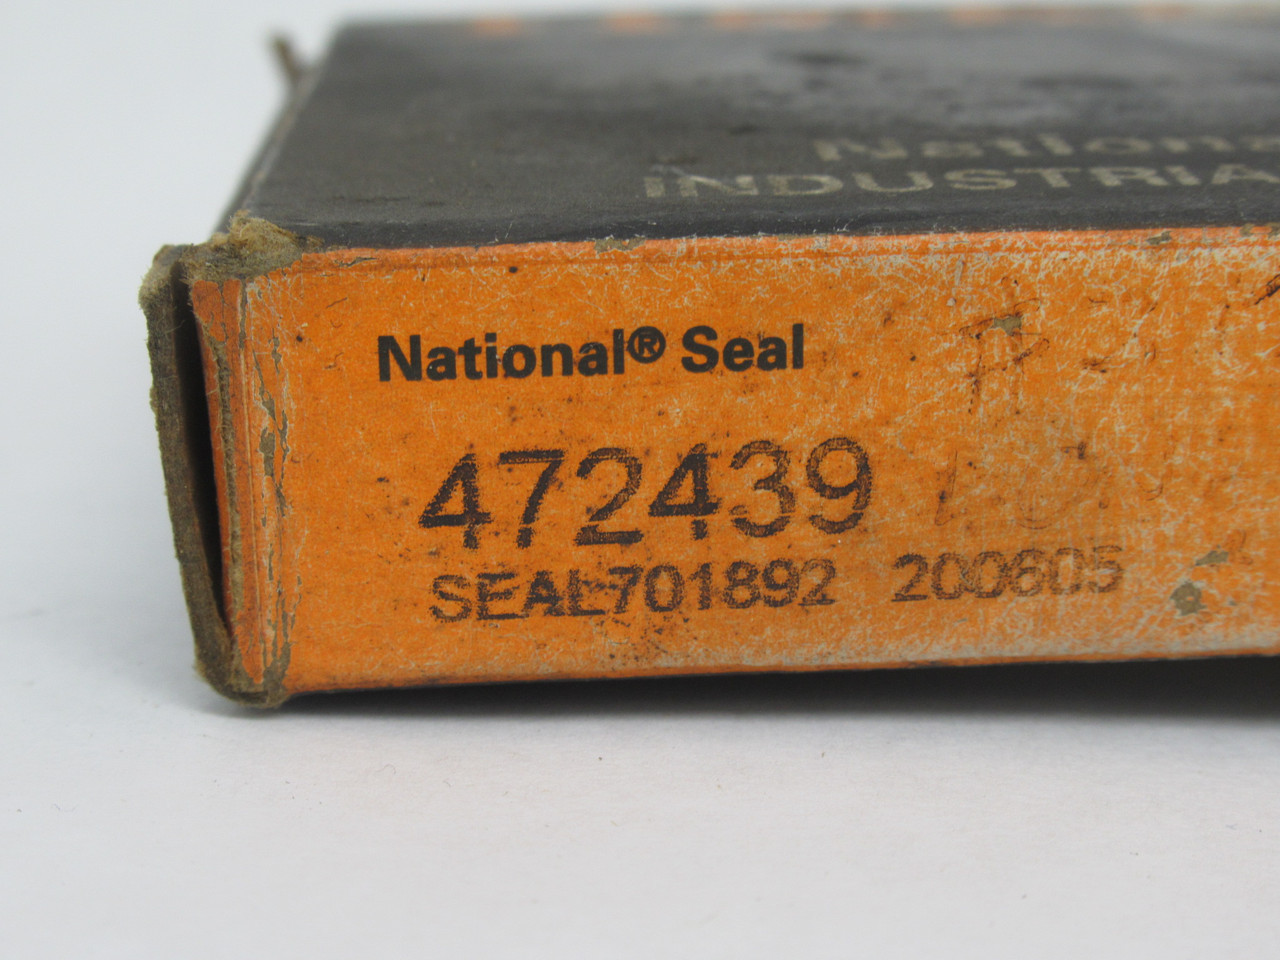 INDUSTRIA
National® Seal
472439
SEAL701892 200605